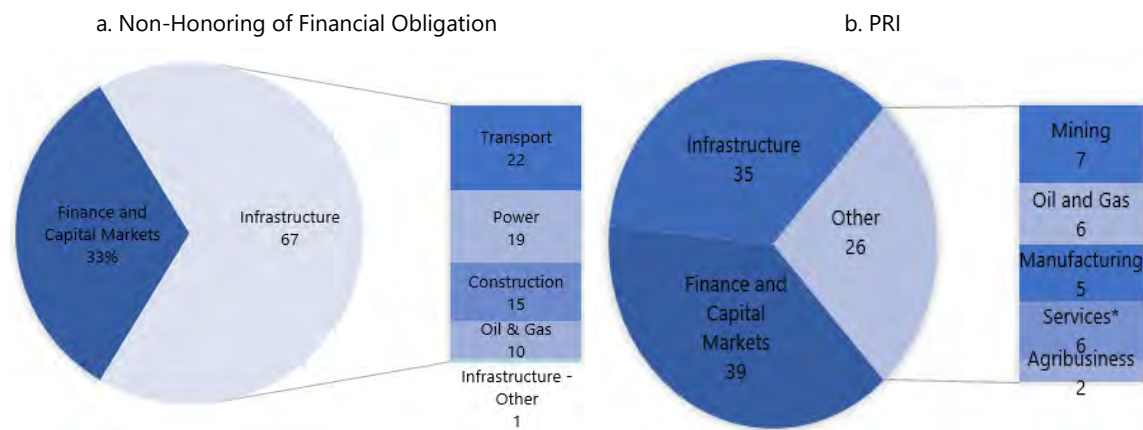 a. Non-Honoring of Financial Obligation
Finance and
Capital Markets
33%
Infrastructure
67
Transport
22
Power
19
Construction
15
Oil & Gas
10
Infrastructure -
Other
1
b. PRI
Infrastructure
35
Other
26
Finance and
Capital
Markets
39
Mining
7
Oil and Gas
6
Manufacturing
5
Services*
6
Agribusiness
2